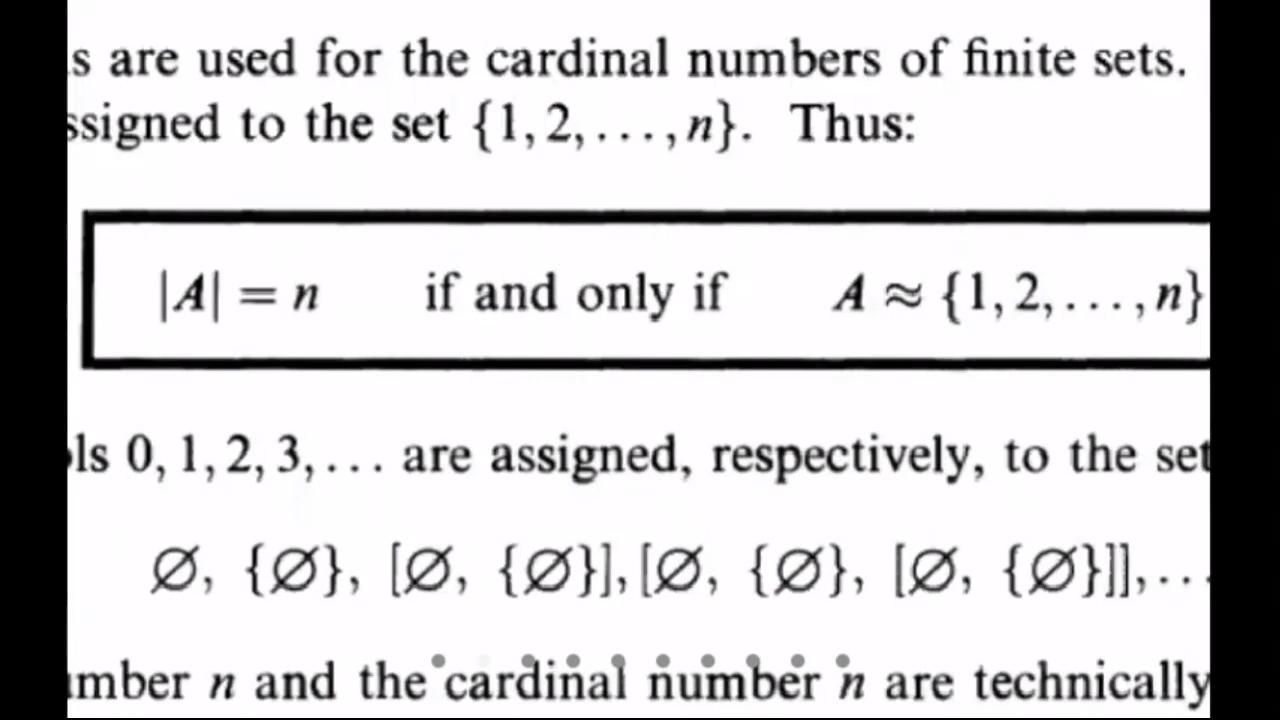 s are used for the cardinal numbers of finite sets.
ssigned to the set {1, 2, . . . , n}. Thus:
|A| = n if and only if A ≈ {1, 2, . . . , n}
ls 0, 1, 2, 3, . . . are assigned, respectively, to the set
∅, {∅}, [∅, {∅}], [∅, {∅}, [∅, {∅}]], . . .
mber n and the cardinal number n are technically